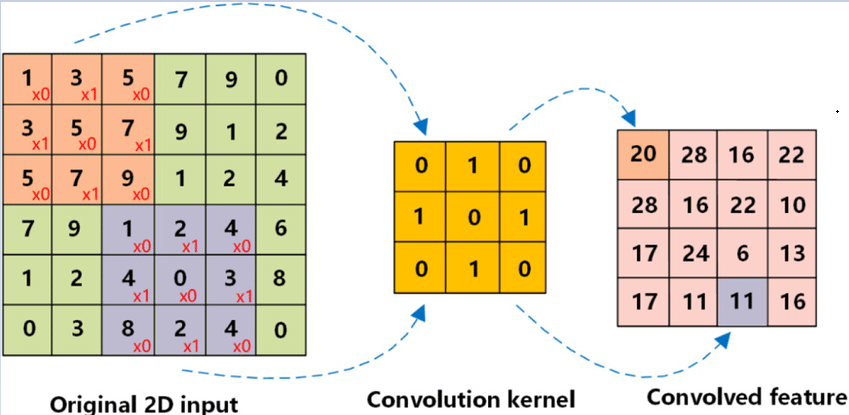 1 x0 3 x1 5 x0 7 9 0
3 x1 5 x0 7 x1 9 1 2
5 x0 7 x1 9 x0 1 2 4
7 9 1 x0 2 x1 4 x0 6
1 2 4 x1 0 x0 3 x1 8
0 3 8 x0 2 x1 4 x0 0
Original 2D input
0 1 0
1 0 1
0 1 0
Convolution kernel
20 28 16 22
28 16 22 10
17 24 6 13
17 11 11 16
Convolved feature